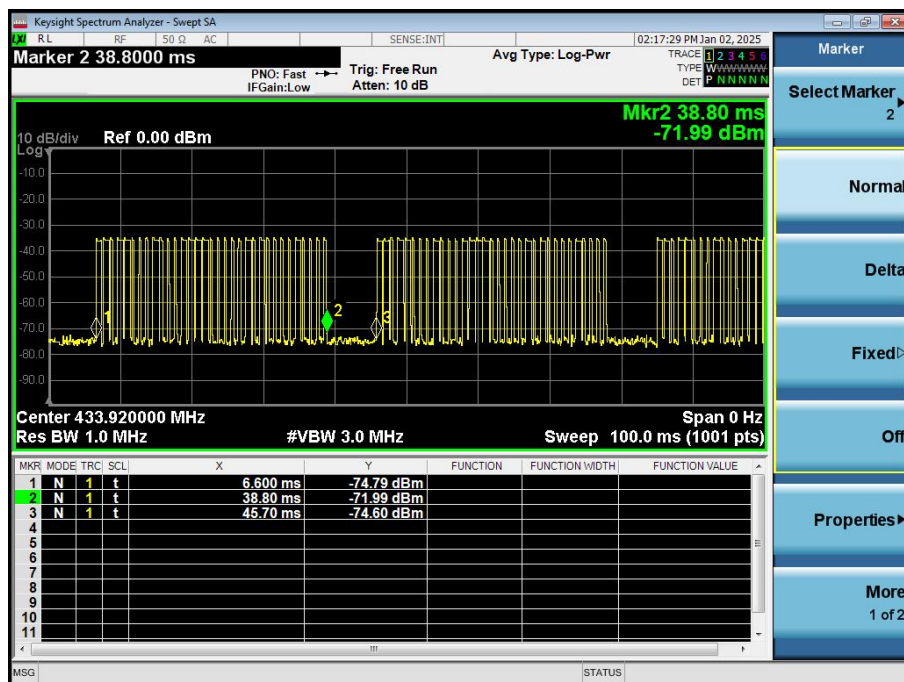 Keysight Spectrum Analyzer - Swept SA
LXI RL RF 50 Ω AC SENSE:INT 02:17:29 PM Jan 02, 2025
Marker 2 38.8000 ms
PNO: Fast
IFGain:Low
Trig: Free Run
Atten: 10 dB
Avg Type: Log-Pwr
TRACE 1 2 3 4 5 6
TYPE WWWWWW
DET P N N N N N
Mkr2 38.80 ms
-71.99 dBm
10 dB/div Ref 0.00 dBm
Log
-10.0
-20.0
-30.0
-40.0
-50.0
-60.0
-70.0
-80.0
-90.0
1
2
3
Center 433.920000 MHz Span 0 Hz
Res BW 1.0 MHz #VBW 3.0 MHz Sweep 100.0 ms (1001 pts)
MKR MODE TRC SCL X Y FUNCTION FUNCTION WIDTH FUNCTION VALUE
1 N 1 t 6.600 ms -74.79 dBm
2 N 1 t 38.80 ms -71.99 dBm
3 N 1 t 45.70 ms -74.60 dBm
4
5
6
7
8
9
10
11
MSG STATUS
Marker
Select Marker
2
Normal
Delta
Fixed
Off
Properties
More
1 of 2